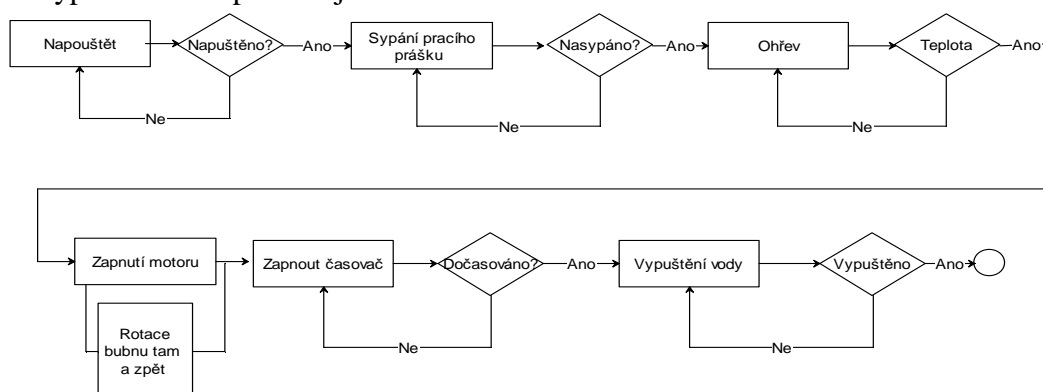 Napouštět
Napuštěno?
Ano
Sypání pracího
prášku
Nasypáno?
Ano
Ohřev
Teplota
Ano
Ne
Ne
Ne
Zapnutí motoru
Zapnout časovač
Dočasováno?
Ano
Vypuštění vody
Vypuštěno
Ano
Rotace
bubnu tam
a zpět
Ne
Ne